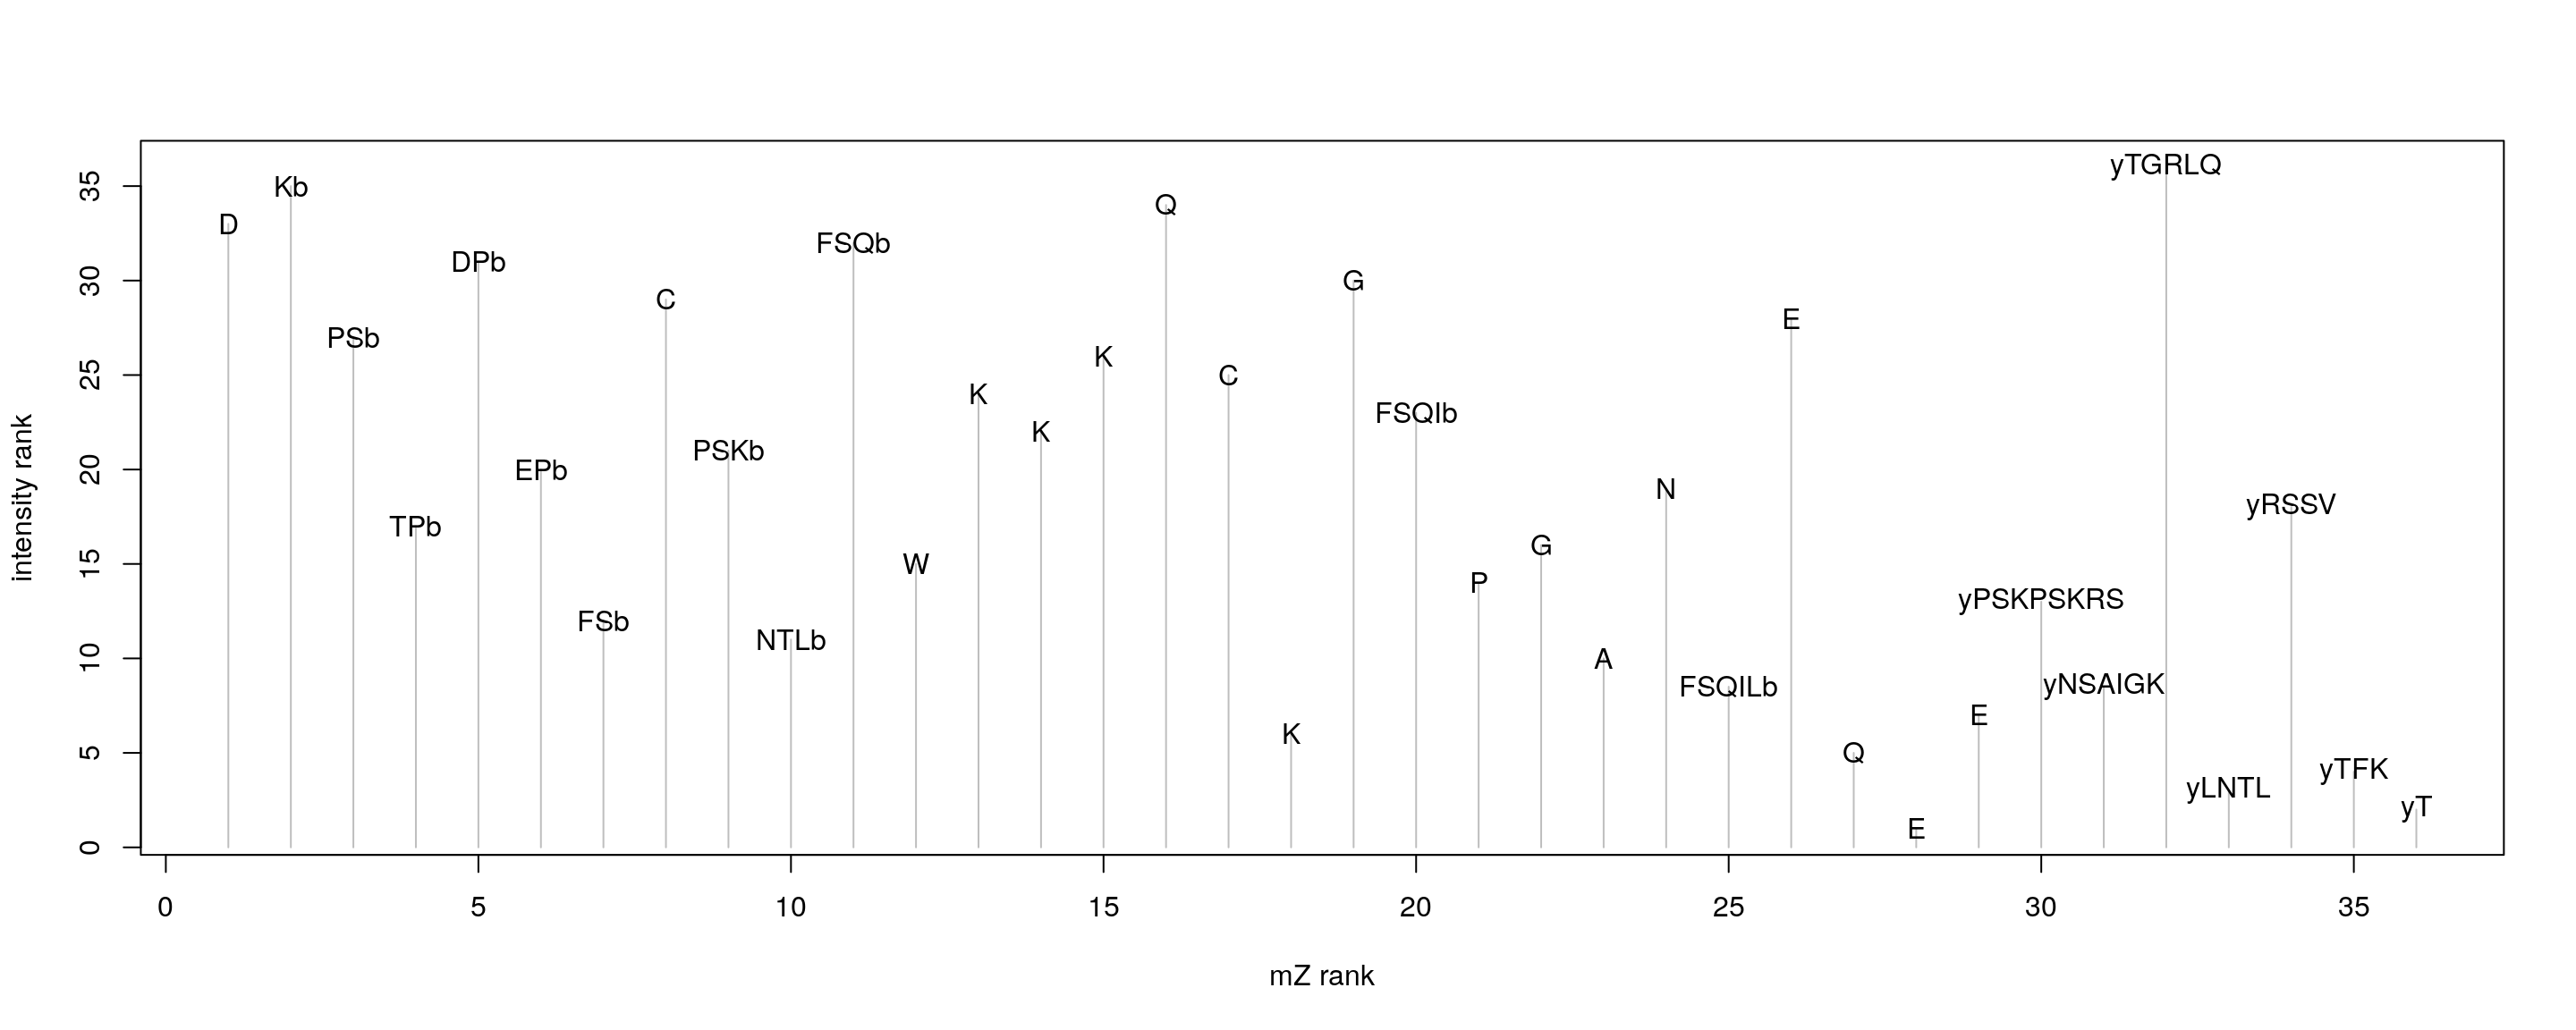 yTGRLQ
Kb
Q
D
FSQb
DPb
G
C
E
PSb
K
C
K
FSQIb
K
PSKb
EPb
N
yRSSV
TPb
G
W
P
yPSKPSKRS
FSb
NTLb
A
yNSAIGK
FSQILb
E
K
Q
yTFK
yLNTL
yT
E
0
5
10
15
20
25
30
35
intensity rank
0 5 10 15 20 25 30 35
mZ rank